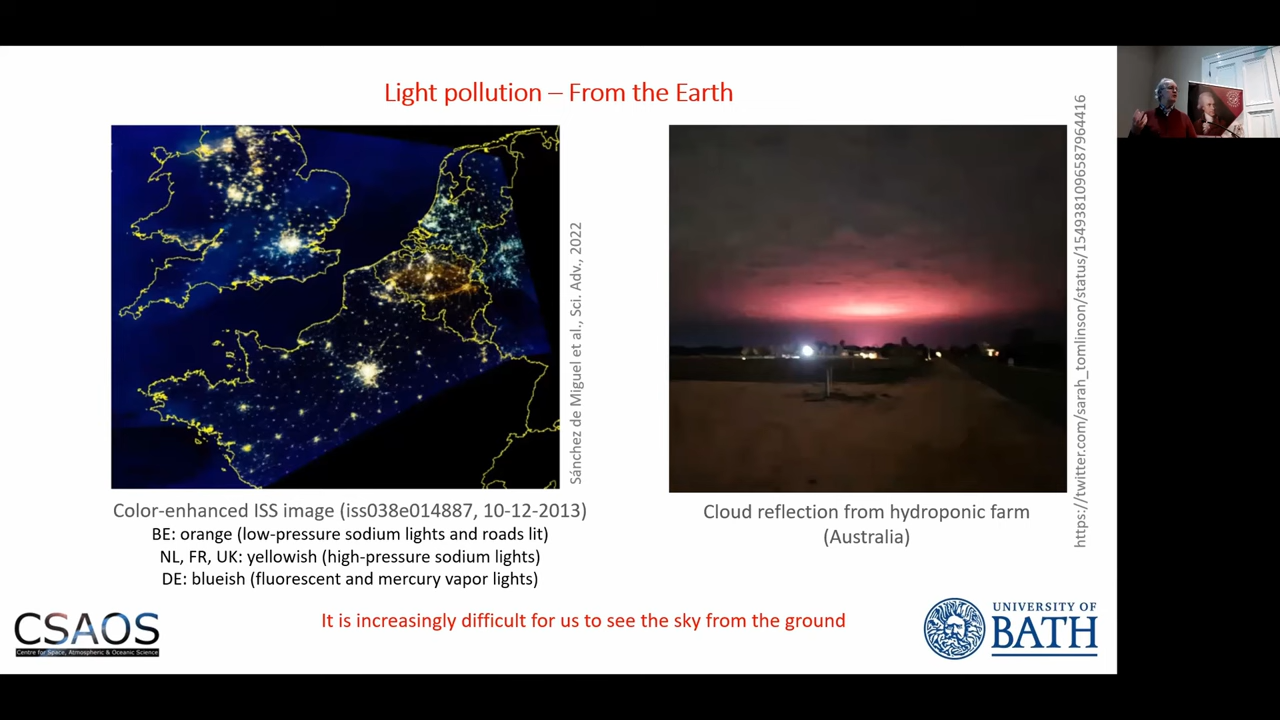 Light pollution – From the Earth
Sánchez de Miguel et al., Sci. Adv., 2022
https://twitter.com/sarah_tomlinson/status/1549381096587964416
Color-enhanced ISS image (iss038e014887, 10-12-2013)
BE: orange (low-pressure sodium lights and roads lit)
NL, FR, UK: yellowish (high-pressure sodium lights)
DE: blueish (fluorescent and mercury vapor lights)
Cloud reflection from hydroponic farm
(Australia)
It is increasingly difficult for us to see the sky from the ground
CSAOS
Centre for Space, Atmospheric & Oceanic Science
UNIVERSITY OF
BATH